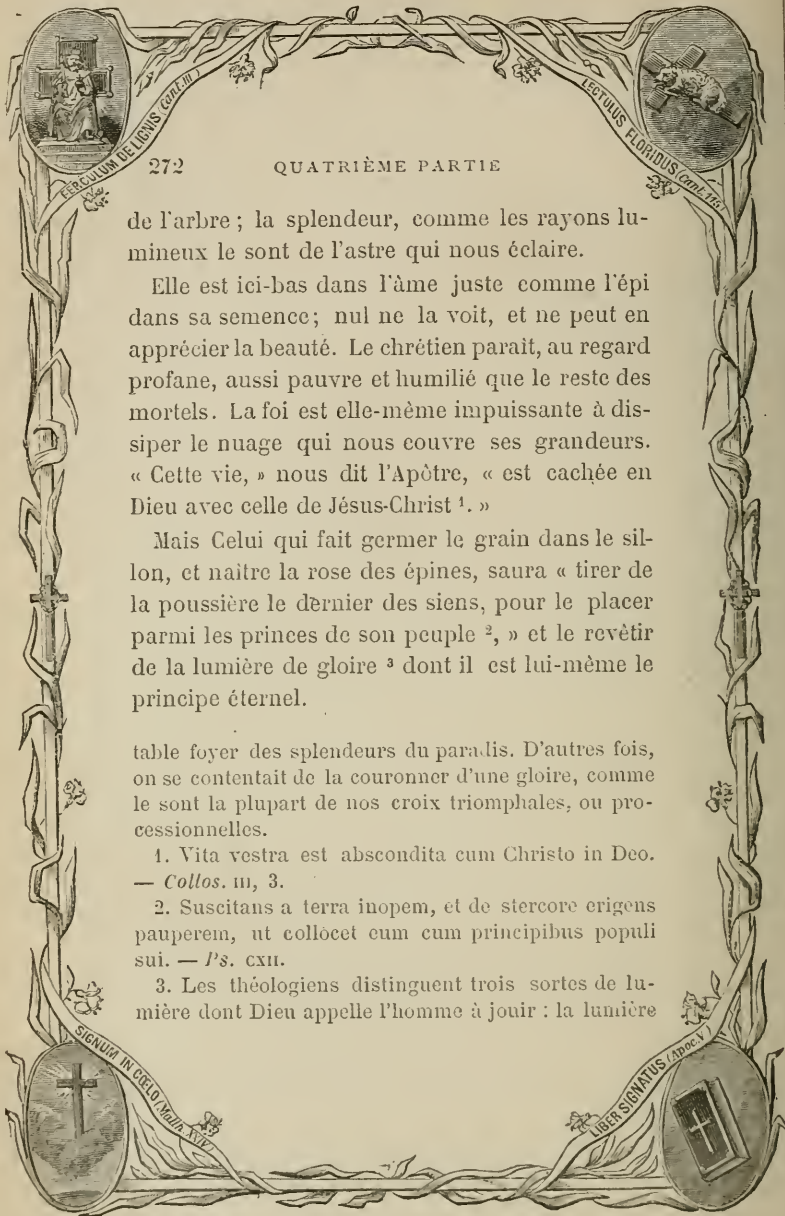 FERCULUM DE LIGNIS (Cant. III)
LECTULUS FLORIDUS (Cant. 1 15)
272 QUATRIÈME PARTIE
de l'arbre ; la splendeur, comme les rayons lu-
mineux le sont de l'astre qui nous éclaire.
Elle est ici-bas dans l'âme juste comme l'épi
dans sa semence; nul ne la voit, et ne peut en
apprécier la beauté. Le chrétien paraît, au regard
profane, aussi pauvre et humilié que le reste des
mortels. La foi est elle-même impuissante à dis-
siper le nuage qui nous couvre ses grandeurs.
« Cette vie, » nous dit l'Apôtre, « est cachée en
Dieu avec celle de Jésus-Christ ¹. »
Mais Celui qui fait germer le grain dans le sil-
lon, et naître la rose des épines, saura « tirer de
la poussière le dernier des siens, pour le placer
parmi les princes de son peuple ², » et le revêtir
de la lumière de gloire ³ dont il est lui-même le
principe éternel.
table foyer des splendeurs du paradis. D'autres fois,
on se contentait de la couronner d'une gloire, comme
le sont la plupart de nos croix triomphales, ou pro-
cessionnelles.
1. Vita vestra est abscondita cum Christo in Deo.
— Collos. III, 3.
2. Suscitans a terra inopem, et de stercore erigens
pauperem, ut collòcet eum cum principibus populi
sui. — Ps. CXII.
3. Les théologiens distinguent trois sortes de lu-
mière dont Dieu appelle l'homme à jouir : la lumière
SIGNUM IN CŒLO (Matth. XXIV)
LIBER SIGNATUS (Apoc. V)